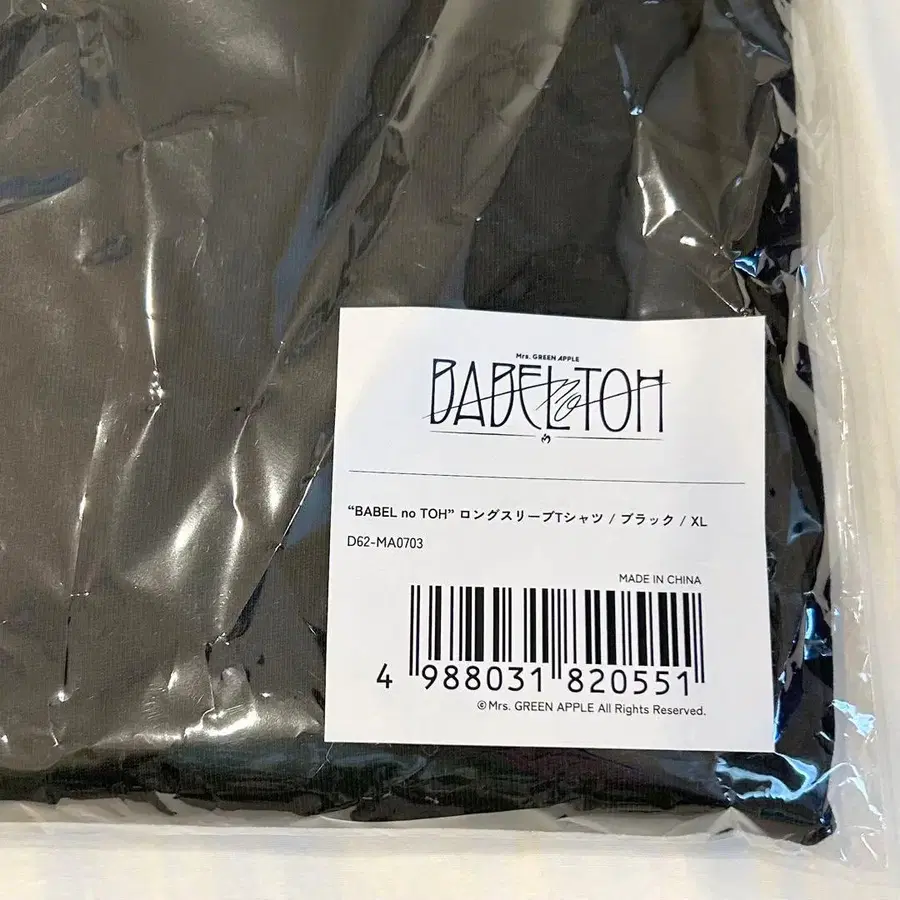 Mrs. GREEN APPLE
BABEL no TOH
“BABEL no TOH” ロングスリーブTシャツ / ブラック / XL
D62-MA0703
MADE IN CHINA
4 988031 820551
©Mrs. GREEN APPLE All Rights Reserved.